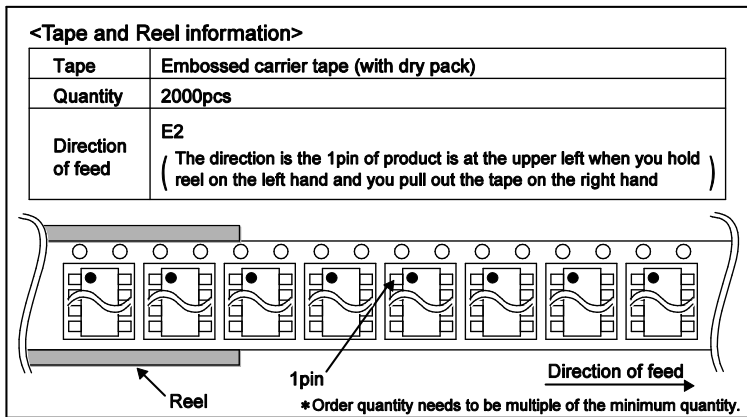 <Tape and Reel information>
Tape Embossed carrier tape (with dry pack)
Quantity 2000pcs
Direction of feed E2
( The direction is the 1pin of product is at the upper left when you hold
reel on the left hand and you pull out the tape on the right hand )
1pin
Direction of feed
Reel
*Order quantity needs to be multiple of the minimum quantity.